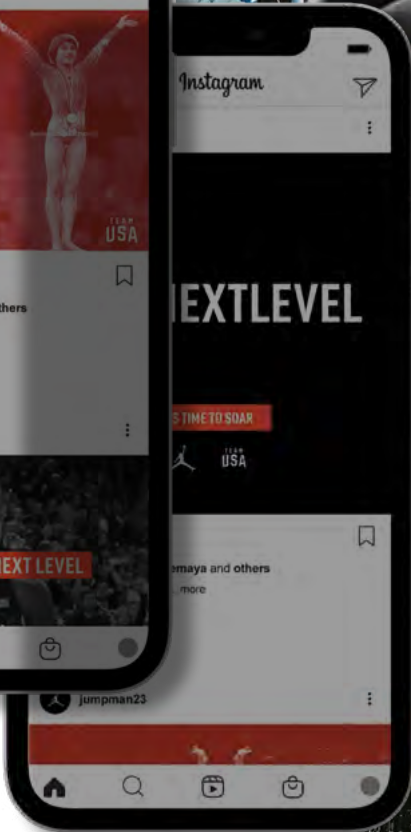 TEAM
USA
thers
EXT LEVEL
Instagram
EXTLEVEL
S TIME TO SOAR
TEAM
USA
emaya and others
more
jumpman23